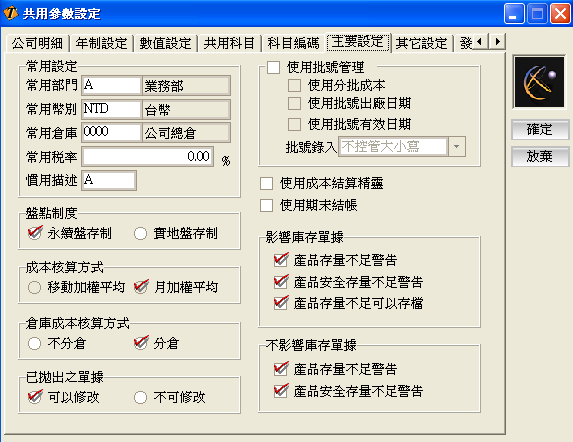 共用參數設定
公司明細 年制設定 數值設定 共用科目 科目編碼 主要設定 其它設定 發
常用設定
常用部門 A 業務部
常用幣別 NTD 台幣
常用倉庫 0000 公司總倉
常用稅率 0.00 %
慣用描述 A
盤點制度
永續盤存制 實地盤存制
成本核算方式
移動加權平均 月加權平均
倉庫成本核算方式
不分倉 分倉
已拋出之單據
可以修改 不可修改
使用批號管理
使用分批成本
使用批號出廠日期
使用批號有效日期
批號錄入 不控管大小寫
使用成本結算精靈
使用期末結帳
影響庫存單據
產品存量不足警告
產品安全存量不足警告
產品存量不足可以存檔
不影響庫存單據
產品存量不足警告
產品安全存量不足警告
確定
放棄